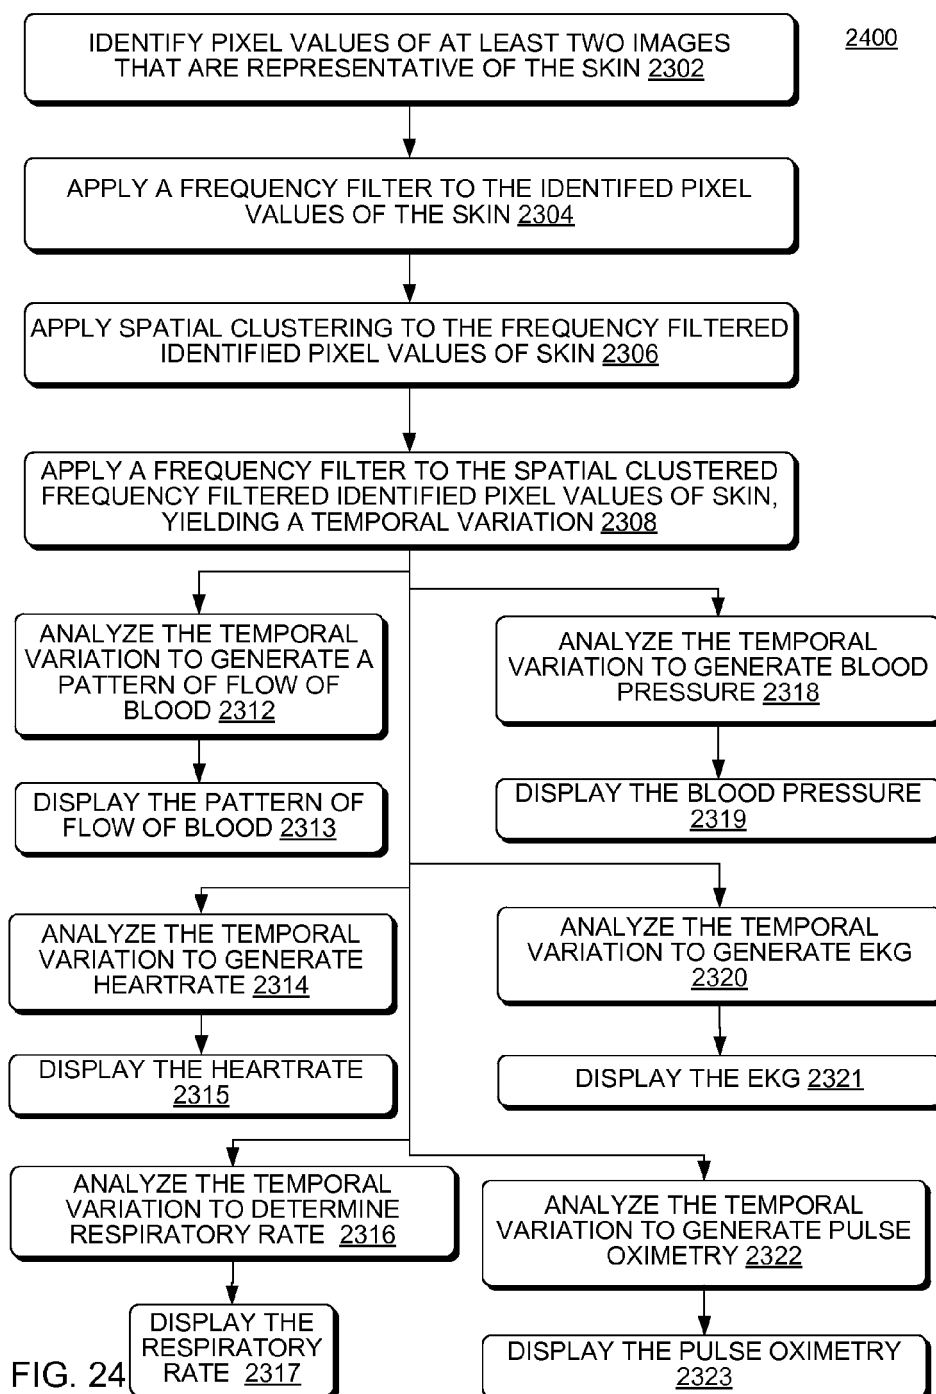 IDENTIFY PIXEL VALUES OF AT LEAST TWO IMAGES
THAT ARE REPRESENTATIVE OF THE SKIN 2302
2400
APPLY A FREQUENCY FILTER TO THE IDENTIFED PIXEL
VALUES OF THE SKIN 2304
APPLY SPATIAL CLUSTERING TO THE FREQUENCY FILTERED
IDENTIFIED PIXEL VALUES OF SKIN 2306
APPLY A FREQUENCY FILTER TO THE SPATIAL CLUSTERED
FREQUENCY FILTERED IDENTIFIED PIXEL VALUES OF SKIN,
YIELDING A TEMPORAL VARIATION 2308
ANALYZE THE TEMPORAL
VARIATION TO GENERATE A
PATTERN OF FLOW OF
BLOOD 2312
ANALYZE THE TEMPORAL
VARIATION TO GENERATE BLOOD
PRESSURE 2318
DISPLAY THE PATTERN OF
FLOW OF BLOOD 2313
DISPLAY THE BLOOD PRESSURE
2319
ANALYZE THE TEMPORAL
VARIATION TO GENERATE
HEARTRATE 2314
ANALYZE THE TEMPORAL
VARIATION TO GENERATE EKG
2320
DISPLAY THE HEARTRATE
2315
DISPLAY THE EKG 2321
ANALYZE THE TEMPORAL
VARIATION TO DETERMINE
RESPIRATORY RATE 2316
ANALYZE THE TEMPORAL
VARIATION TO GENERATE PULSE
OXIMETRY 2322
DISPLAY THE
RESPIRATORY
RATE 2317
DISPLAY THE PULSE OXIMETRY
2323
FIG. 24